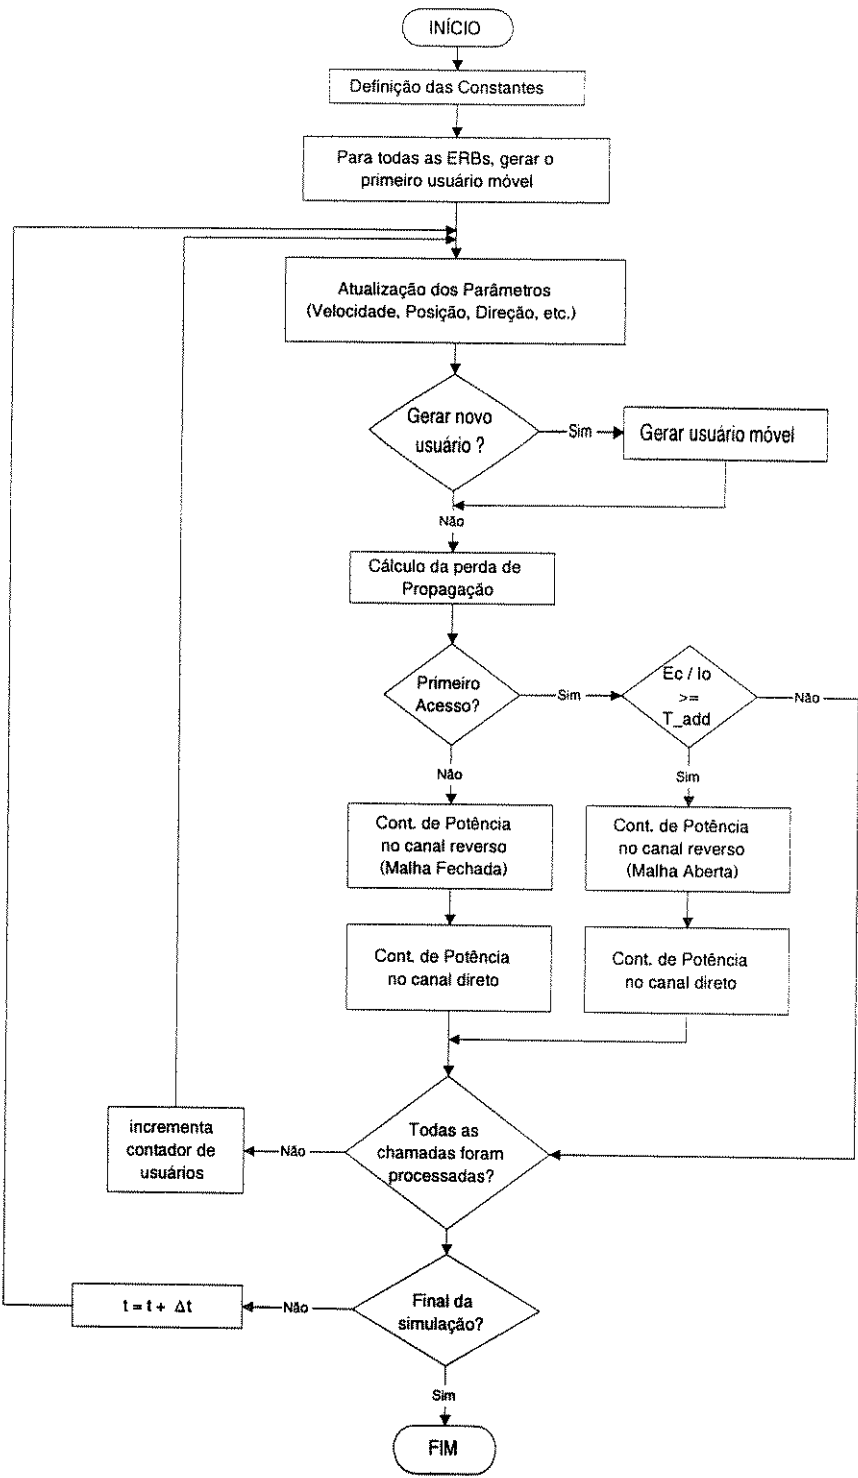 INÍCIO
Definição das Constantes
Para todas as ERBs, gerar o
primeiro usuário móvel
Atualização dos Parâmetros
(Velocidade, Posição, Direção, etc.)
Gerar novo
usuário ?
Sim
Gerar usuário móvel
Não
Cálculo da perda de
Propagação
Primeiro
Acesso?
Sim
Ec / Io
>=
T_add
Não
Não
Sim
Cont. de Potência
no canal reverso
(Malha Fechada)
Cont. de Potência
no canal reverso
(Malha Aberta)
Cont. de Potência
no canal direto
Cont. de Potência
no canal direto
Todas as
chamadas foram
processadas?
Não
incrementa
contador de
usuários
Final da
simulação?
Não
t = t + Δt
Sim
FIM